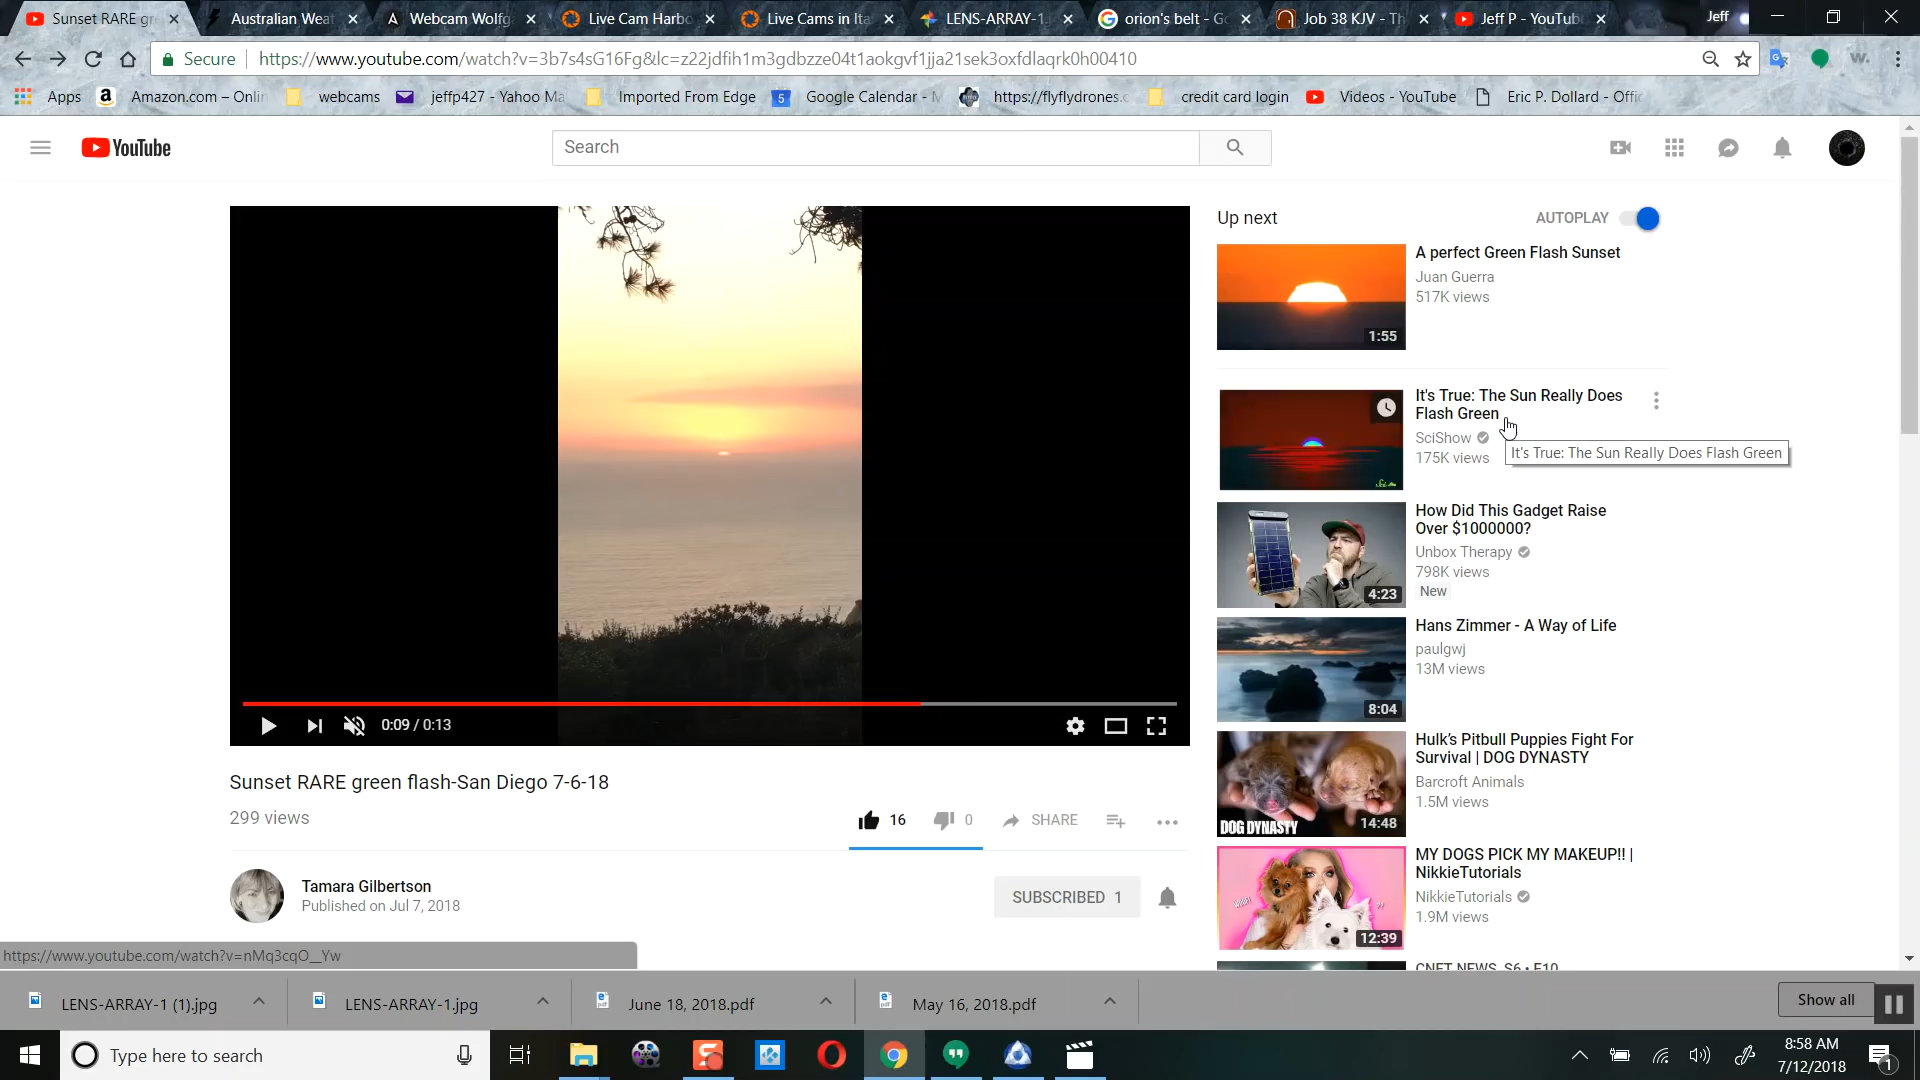 Sunset RARE gr
Australian Weat
Webcam Wolfg
Live Cam Harbo
Live Cams in Ita
LENS-ARRAY-1.
orion's belt - Go
Job 38 KJV - Th
Jeff P - YouTube
Jeff
Secure
https://www.youtube.com/watch?v=3b7s4sG16Fg&lc=z22jdfih1m3gdbzze04t1aokgvf1jja21sek3oxfdlaqrk0h00410
Apps
Amazon.com – Onlin
webcams
jeffp427 - Yahoo Ma
Imported From Edge
5
Google Calendar - M
https://flyflydrones.c
credit card login
Videos - YouTube
Eric P. Dollard - Offic
YouTube
Search
Up next
AUTOPLAY
A perfect Green Flash Sunset
Juan Guerra
517K views
1:55
It's True: The Sun Really Does
Flash Green
SciShow
175K views
It's True: The Sun Really Does Flash Green
How Did This Gadget Raise
Over $1000000?
Unbox Therapy
798K views
New
4:23
Hans Zimmer - A Way of Life
paulgwj
13M views
8:04
Hulk's Pitbull Puppies Fight For
Survival | DOG DYNASTY
Barcroft Animals
1.5M views
DOG DYNASTY
14:48
MY DOGS PICK MY MAKEUP!! |
NikkieTutorials
NikkieTutorials
1.9M views
12:39
CNET NEWS, S6 • E10
0:09 / 0:13
Sunset RARE green flash-San Diego 7-6-18
299 views
16
0
SHARE
Tamara Gilbertson
Published on Jul 7, 2018
SUBSCRIBED 1
https://www.youtube.com/watch?v=nMq3cqO__Yw
LENS-ARRAY-1 (1).jpg
LENS-ARRAY-1.jpg
June 18, 2018.pdf
May 16, 2018.pdf
Show all
Type here to search
8:58 AM
7/12/2018
1